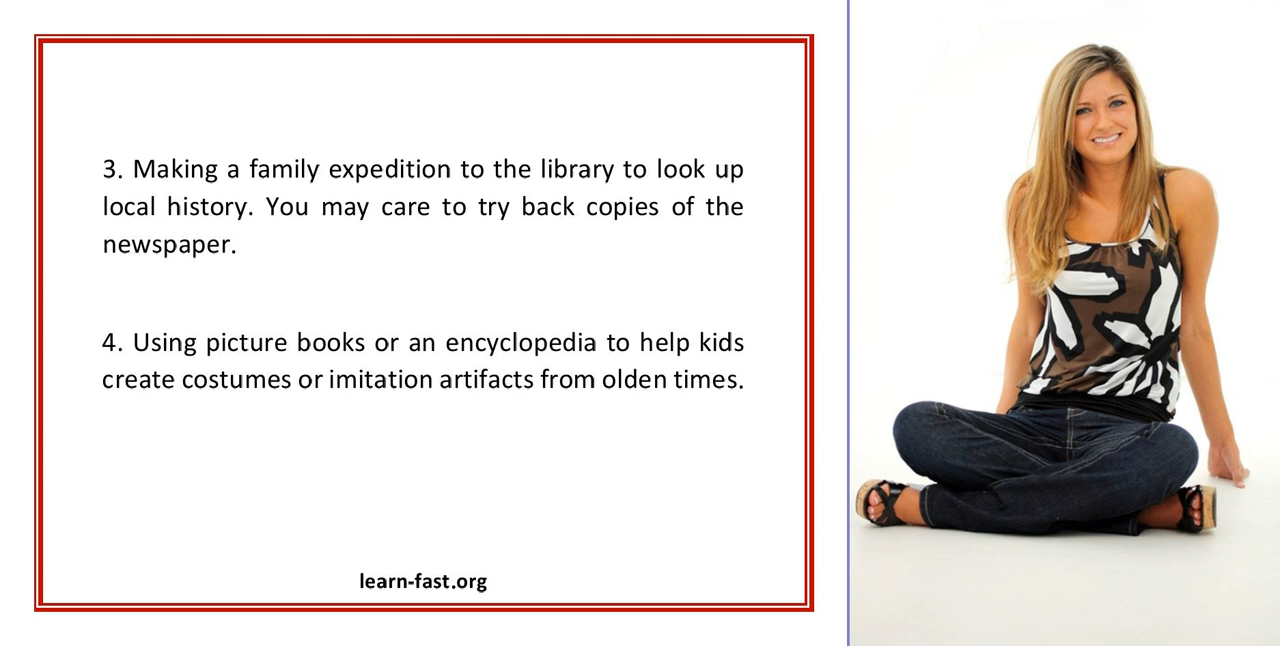 3. Making a family expedition to the library to look up
local history. You may care to try back copies of the
newspaper.
4. Using picture books or an encyclopedia to help kids
create costumes or imitation artifacts from olden times.
learn-fast.org